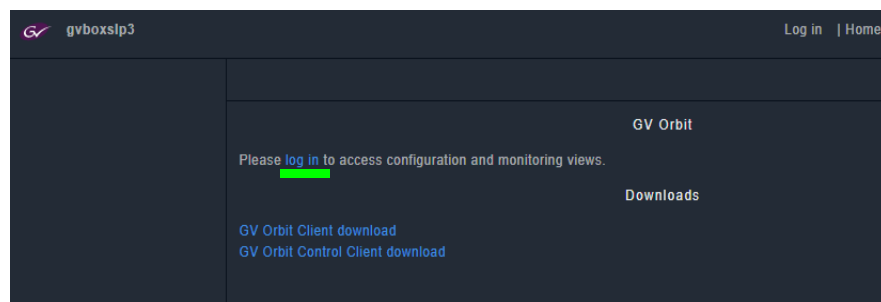 GV gvboxslp3
Log in | Home
GV Orbit
Please log in to access configuration and monitoring views.
Downloads
GV Orbit Client download
GV Orbit Control Client download